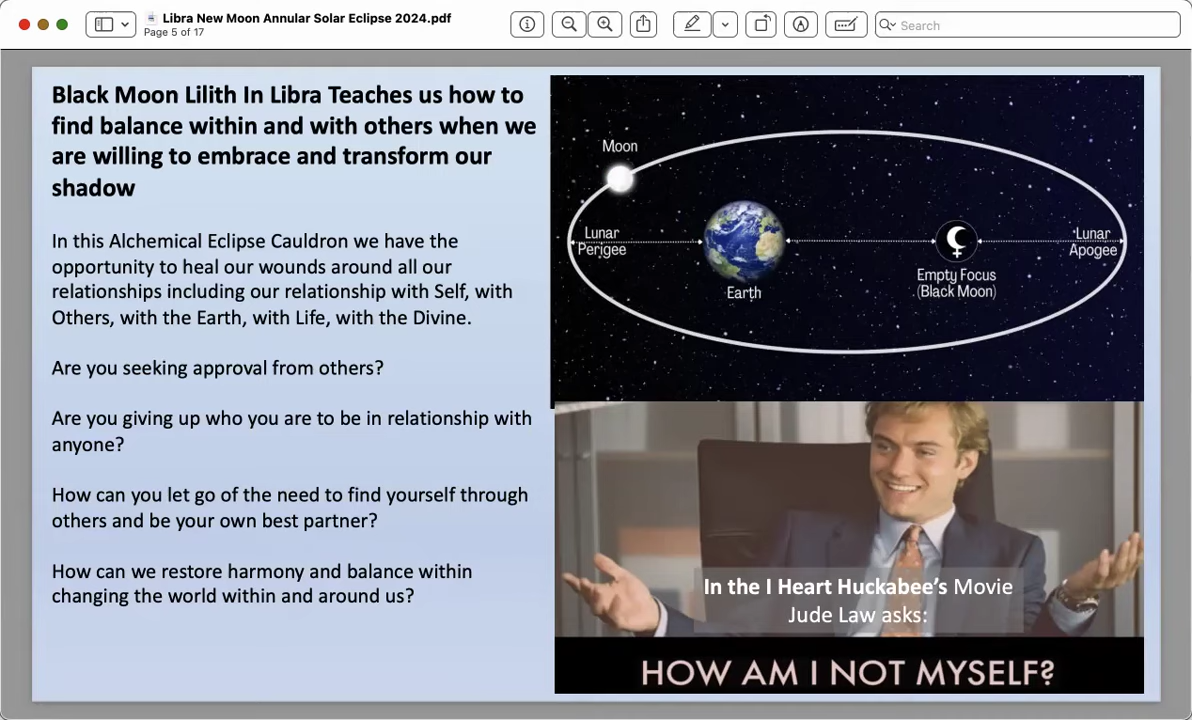 Libra New Moon Annular Solar Eclipse 2024.pdf
Page 5 of 17
Search
Black Moon Lilith In Libra Teaches us how to
find balance within and with others when we
are willing to embrace and transform our
shadow
In this Alchemical Eclipse Cauldron we have the
opportunity to heal our wounds around all our
relationships including our relationship with Self, with
Others, with the Earth, with Life, with the Divine.
Are you seeking approval from others?
Are you giving up who you are to be in relationship with
anyone?
How can you let go of the need to find yourself through
others and be your own best partner?
How can we restore harmony and balance within
changing the world within and around us?
Moon
Lunar
Perigee
Earth
Empty Focus
(Black Moon)
Lunar
Apogee
In the I Heart Huckabee's Movie
Jude Law asks:
HOW AM I NOT MYSELF?